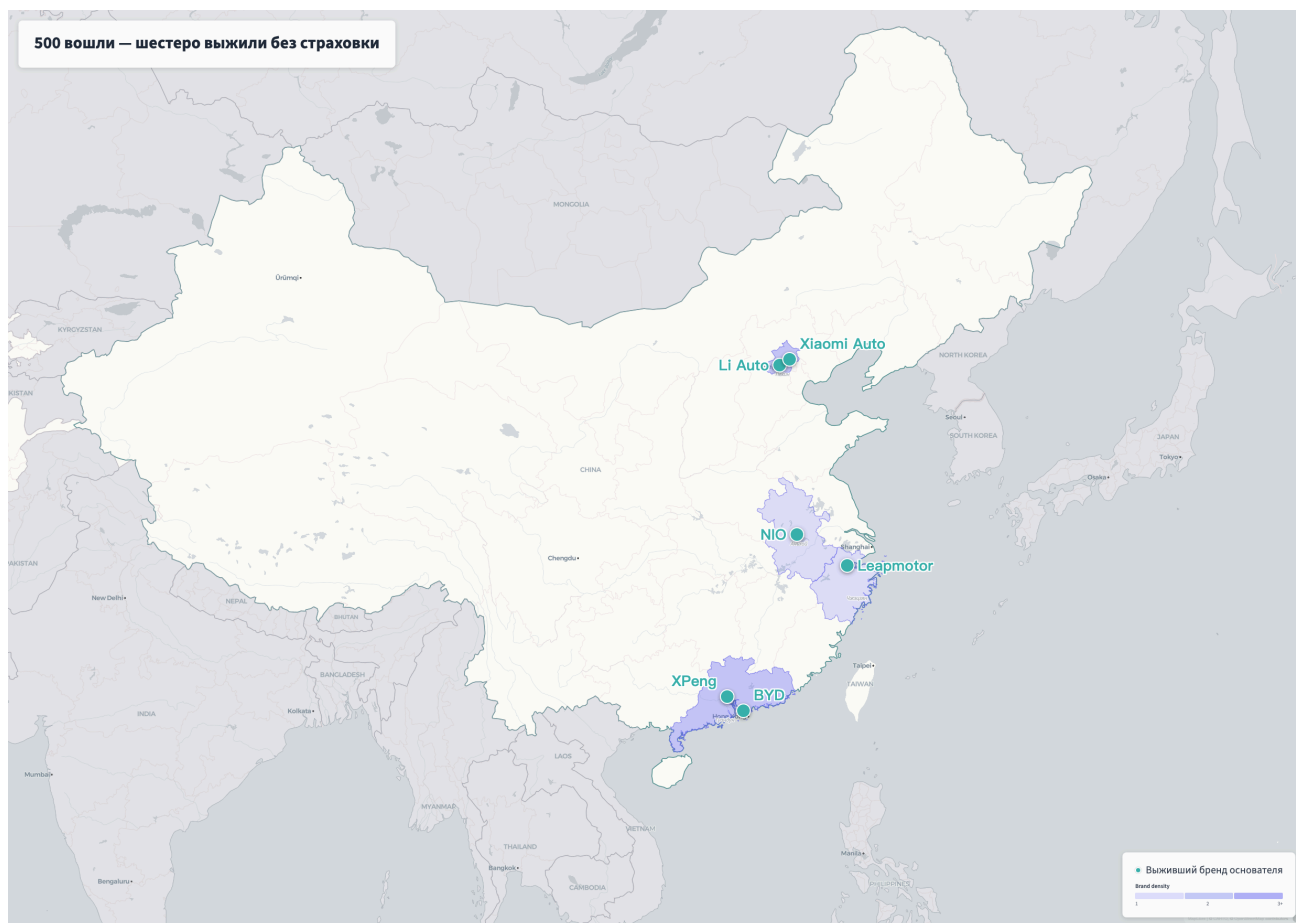 500 вошли — шестеро выжили без страховки
MONGOLIA
Ürümqi
KYRGYZSTAN
Xiaomi Auto
Li Auto
NORTH KOREA
KISTAN
Seoul
SOUTH KOREA
JAPAN
Tokyo
CHINA
Osaka
NIO
Shanghai
Chengdu
Leapmotor
PAKISTAN
New Delhi
NEPAL
BHUTAN
Taipei
BANGLADESH
XPeng
TAIWAN
BYD
INDIA
Kolkata
LAOS
Mumbai
MYANMAR
VIETNAM
THAILAND
Manila
Bangkok
Bengaluru
CAMBODIA
PHILIPPINES
Выживший бренд основателя
Brand density
1 2 3+